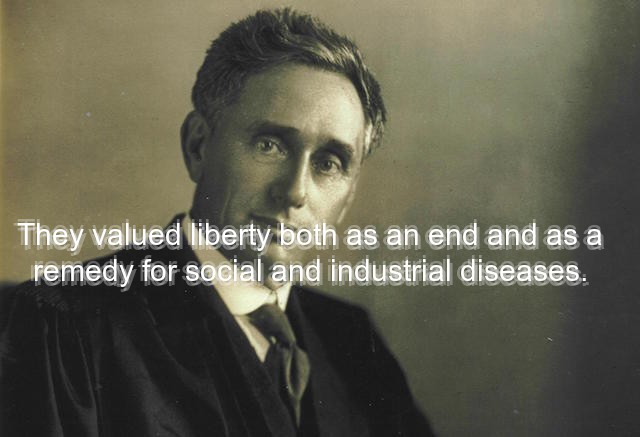 They valued liberty both as an end and as a
remedy for social and industrial diseases.